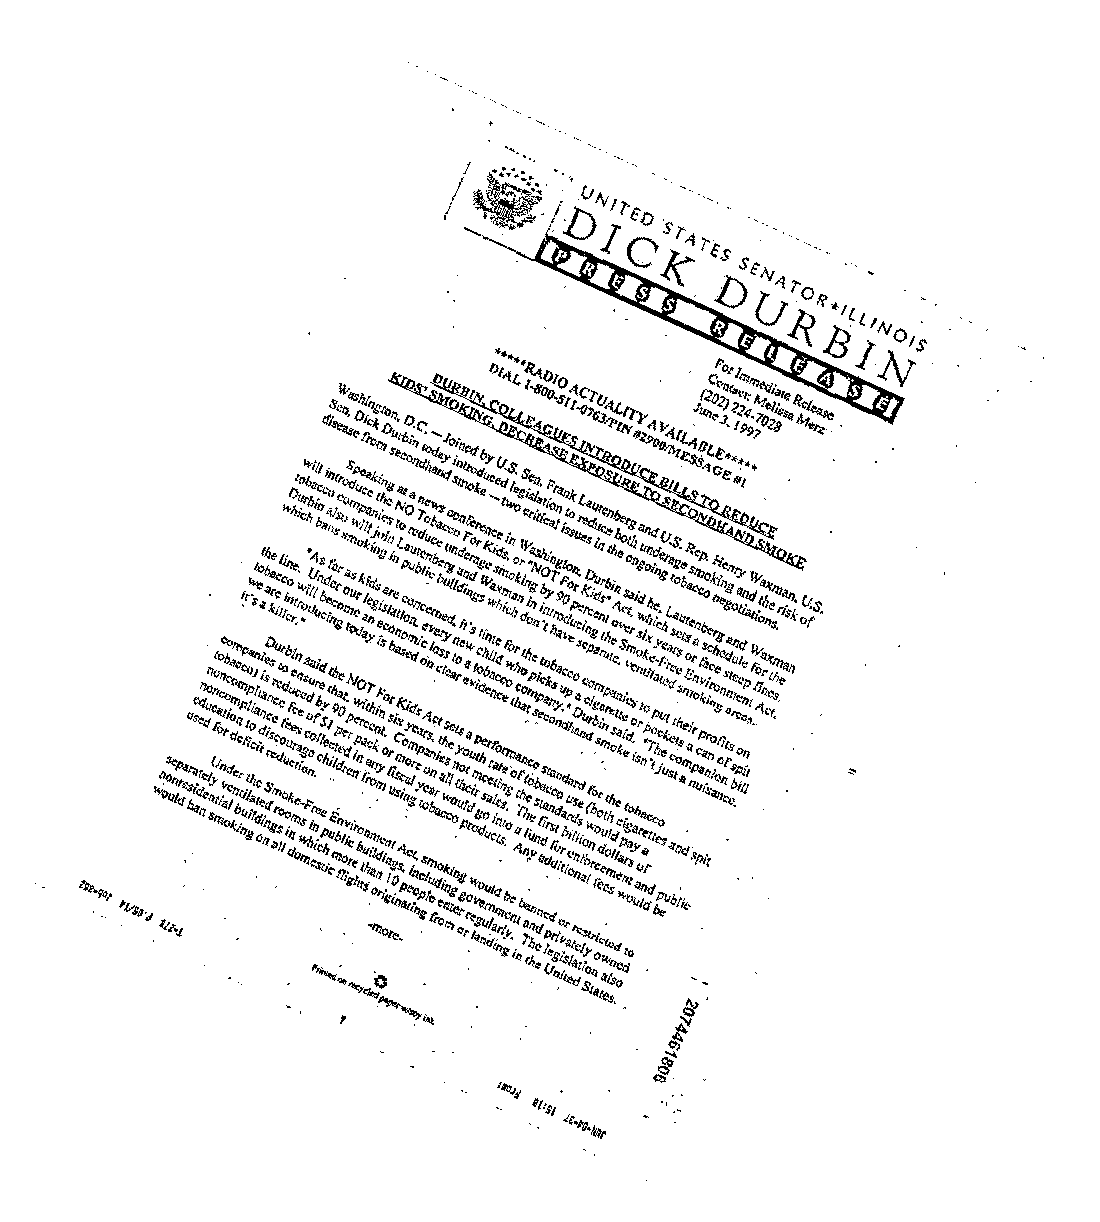 UNITED STATES SENATOR★ILLINOIS
DICK DURBIN
PRESS RELEASE
For Immediate Release
Contact: Melissa Merz
(202) 224-7028
June 3, 1997
*****RADIO ACTUALITY AVAILABLE*****
DIAL 1-800-511-0763/PIN #2900/MESSAGE #1
DURBIN, COLLEAGUES INTRODUCE BILLS TO REDUCE
KIDS' SMOKING, DECREASE EXPOSURE TO SECONDHAND SMOKE
Washington, D.C. — Joined by U.S. Sen. Frank Lautenberg and U.S. Rep. Henry Waxman, U.S.
Sen. Dick Durbin today introduced legislation to reduce both underage smoking and the risk of
disease from secondhand smoke — two critical issues in the ongoing tobacco negotiations.
Speaking at a news conference in Washington, Durbin said he, Lautenberg and Waxman
will introduce the NO Tobacco For Kids, or "NOT For Kids" Act, which sets a schedule for the
tobacco companies to reduce underage smoking by 90 percent over six years or face steep fines.
Durbin also will join Lautenberg and Waxman in introducing the Smoke-Free Environment Act,
which bans smoking in public buildings which don't have separate, ventilated smoking areas.
"As far as kids are concerned, it's time for the tobacco companies to put their profits on
the line. Under our legislation, every new child who picks up a cigarette or pockets a can of spit
tobacco will become an economic loss to a tobacco company," Durbin said. "The companion bill
we are introducing today is based on clear evidence that secondhand smoke isn't just a nuisance.
It's a killer."
Durbin said the NOT For Kids Act sets a performance standard for the tobacco
companies to ensure that, within six years, the youth rate of tobacco use (both cigarettes and spit
tobacco) is reduced by 90 percent. Companies not meeting the standards would pay a
noncompliance fee of $1 per pack or more on all their sales. The first billion dollars of
noncompliance fees collected in any fiscal year would go into a fund for enforcement and public
education to discourage children from using tobacco products. Any additional fees would be
used for deficit reduction.
Under the Smoke-Free Environment Act, smoking would be banned or restricted to
separately ventilated rooms in public buildings, including government and privately owned
nonresidential buildings in which more than 10 people enter regularly. The legislation also
would ban smoking on all domestic flights originating from or landing in the United States.
-more-
Printed on recycled paper w/soy ink
2074461806
JUN-04-97 15:18 From
T-272 P.05/14 Job-352